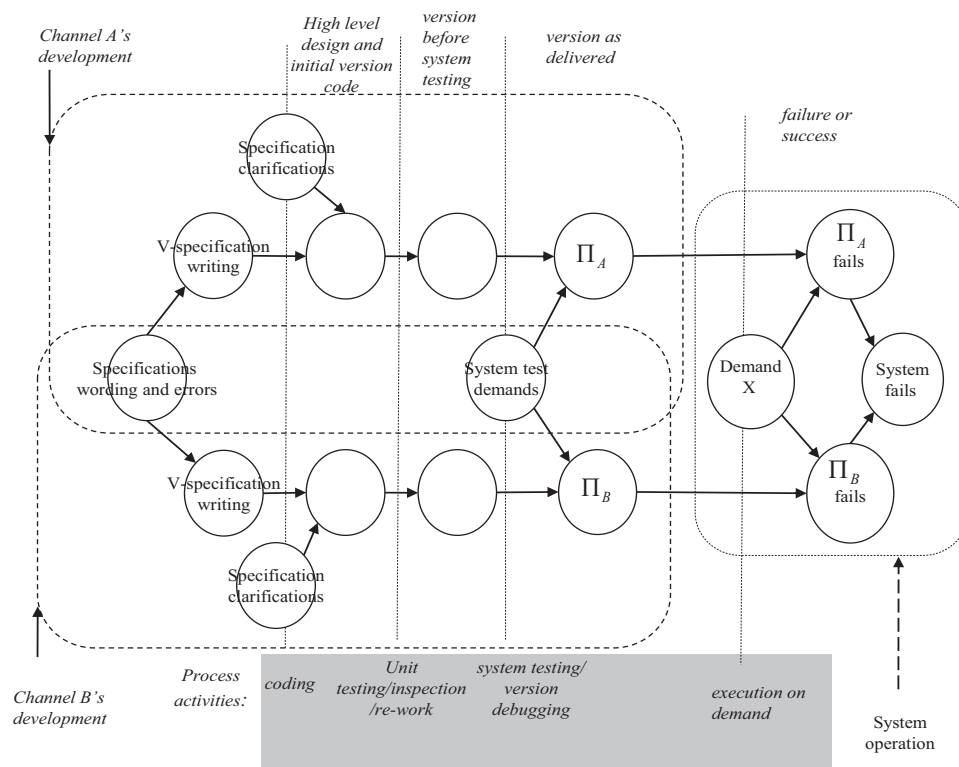 Channel A's
development
High level
design and
initial version
code
version
before
system
testing
version as
delivered
failure or
success
Specification
clarifications
V-specification
writing
Π_A
Π_A
fails
Specifications
wording and errors
System test
demands
Demand
X
System
fails
V-specification
writing
Π_B
Π_B
fails
Specification
clarifications
Channel B's
development
Process
activities:
coding
Unit
testing/inspection
/re-work
system testing/
version
debugging
execution on
demand
System
operation